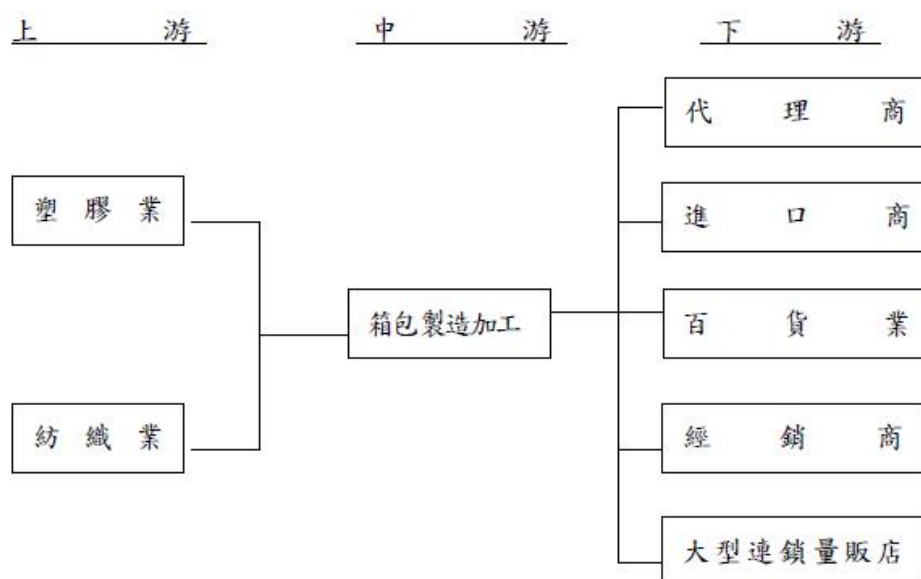 上游
中游
下游
代理商
塑膠業
進口商
箱包製造加工
百貨業
紡織業
經銷商
大型連鎖量販店